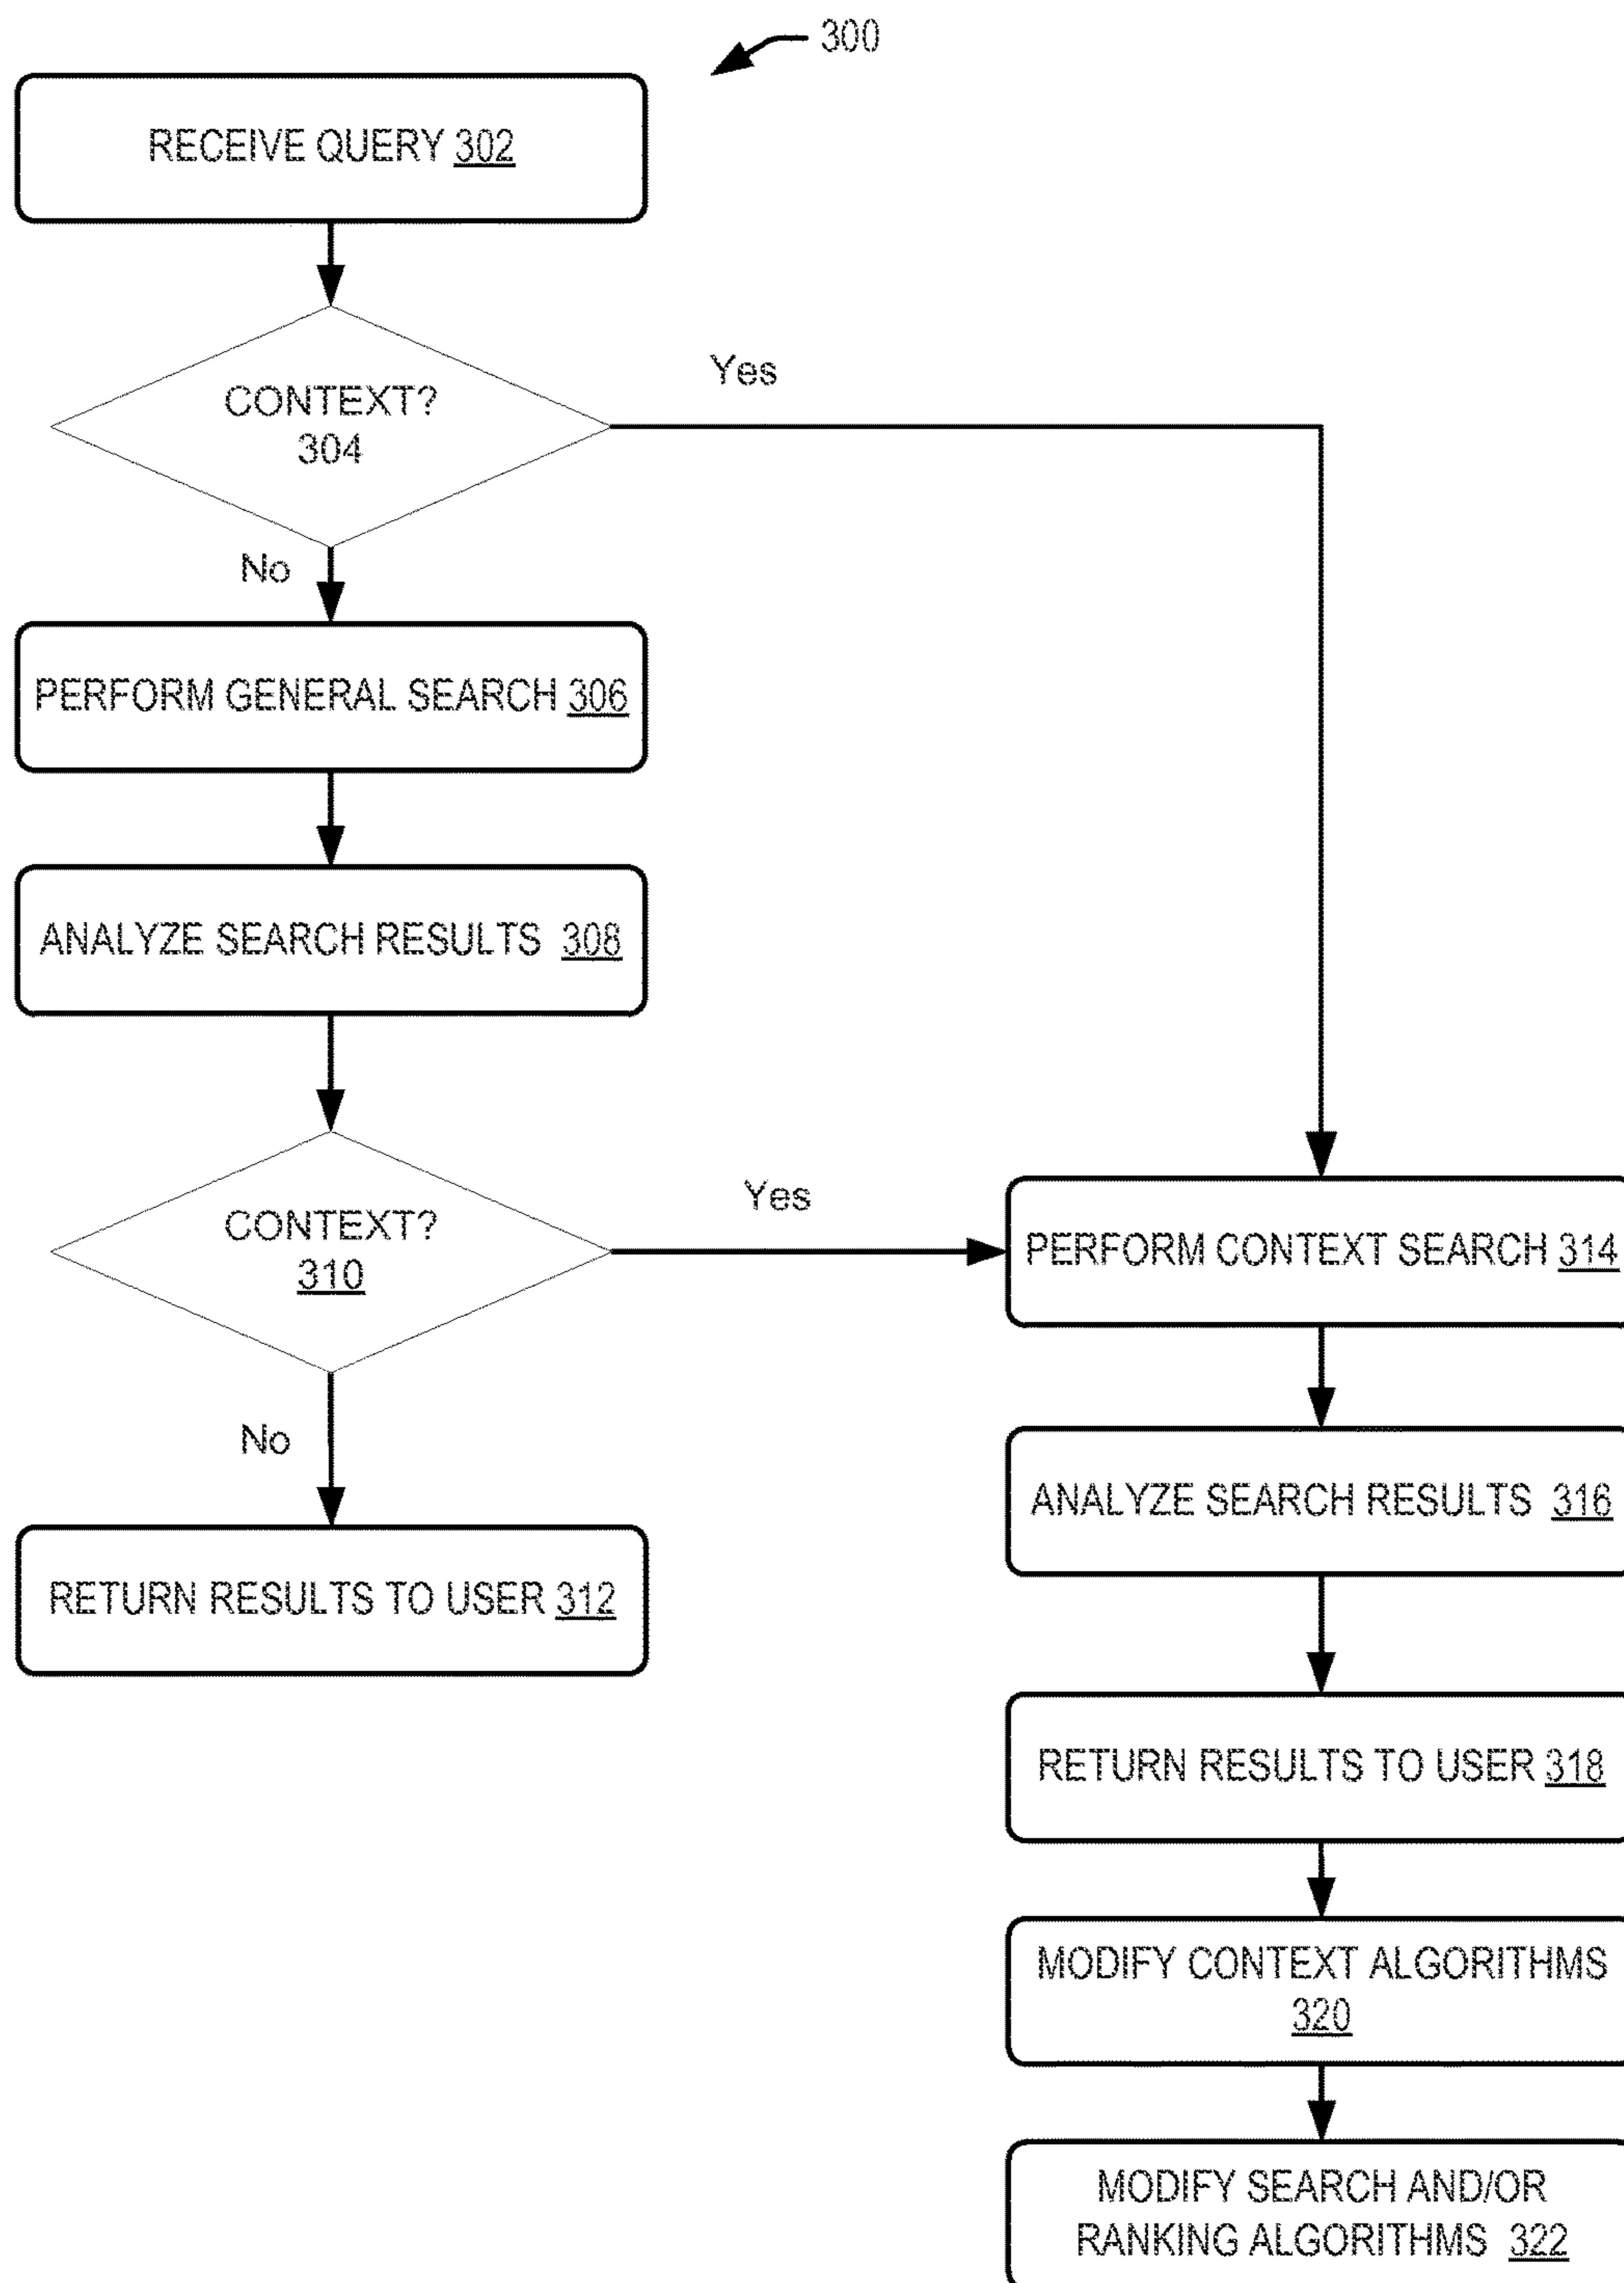 300
RECEIVE QUERY 302
CONTEXT?
304
Yes
No
PERFORM GENERAL SEARCH 306
ANALYZE SEARCH RESULTS 308
CONTEXT?
310
Yes
No
RETURN RESULTS TO USER 312
PERFORM CONTEXT SEARCH 314
ANALYZE SEARCH RESULTS 316
RETURN RESULTS TO USER 318
MODIFY CONTEXT ALGORITHMS
320
MODIFY SEARCH AND/OR
RANKING ALGORITHMS 322